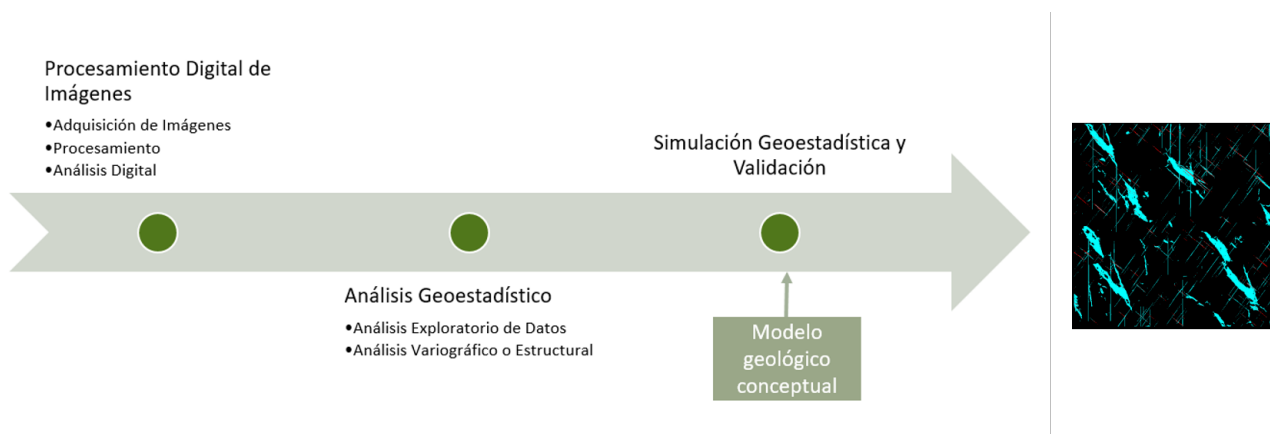 Procesamiento Digital de
Imágenes
•Adquisición de Imágenes
•Procesamiento
•Análisis Digital
Simulación Geoestadística y
Validación
Análisis Geoestadístico
•Análisis Exploratorio de Datos
•Análisis Variográfico o Estructural
Modelo
geológico
conceptual